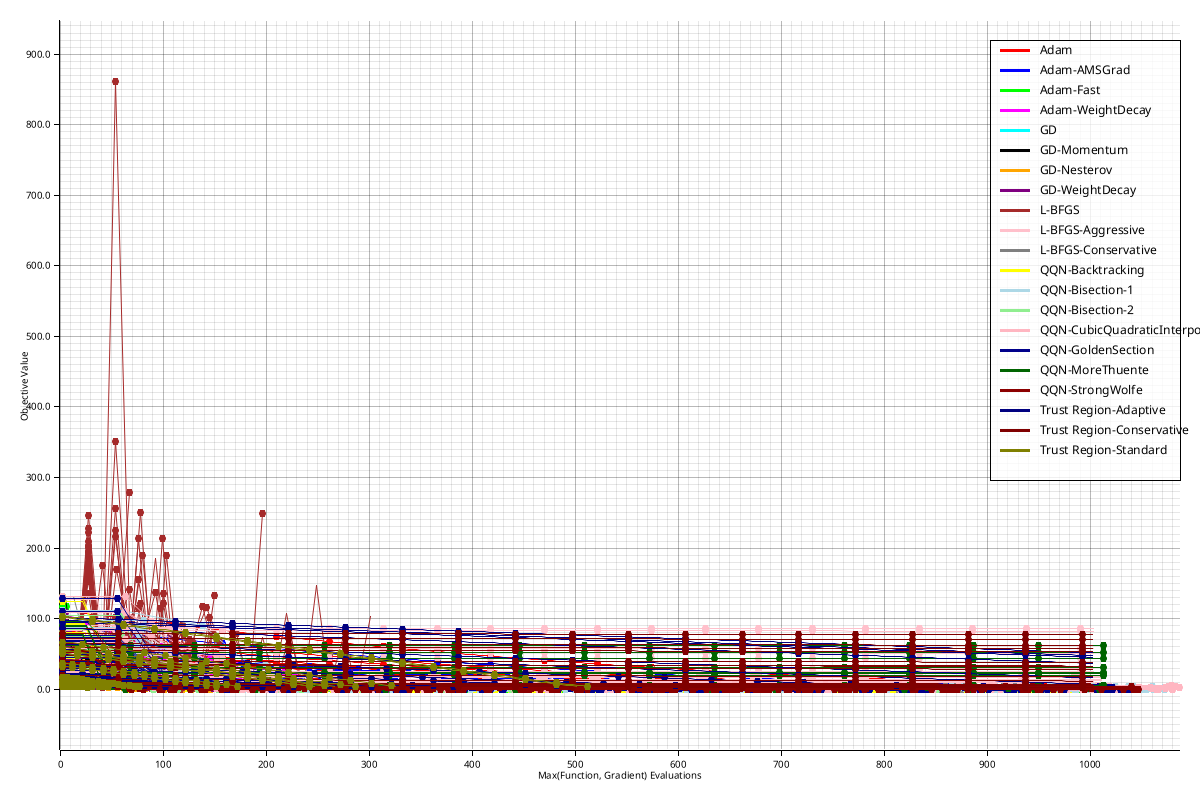 900.0
800.0
700.0
600.0
500.0
400.0
300.0
200.0
100.0
0.0
Objective Value
0
100
200
300
400
500
600
700
800
900
1000
Max(Function, Gradient) Evaluations
Adam
Adam-AMSGrad
Adam-Fast
Adam-WeightDecay
GD
GD-Momentum
GD-Nesterov
GD-WeightDecay
L-BFGS
L-BFGS-Aggressive
L-BFGS-Conservative
QQN-Backtracking
QQN-Bisection-1
QQN-Bisection-2
QQN-CubicQuadraticInterpo
QQN-GoldenSection
QQN-MoreThuente
QQN-StrongWolfe
Trust Region-Adaptive
Trust Region-Conservative
Trust Region-Standard